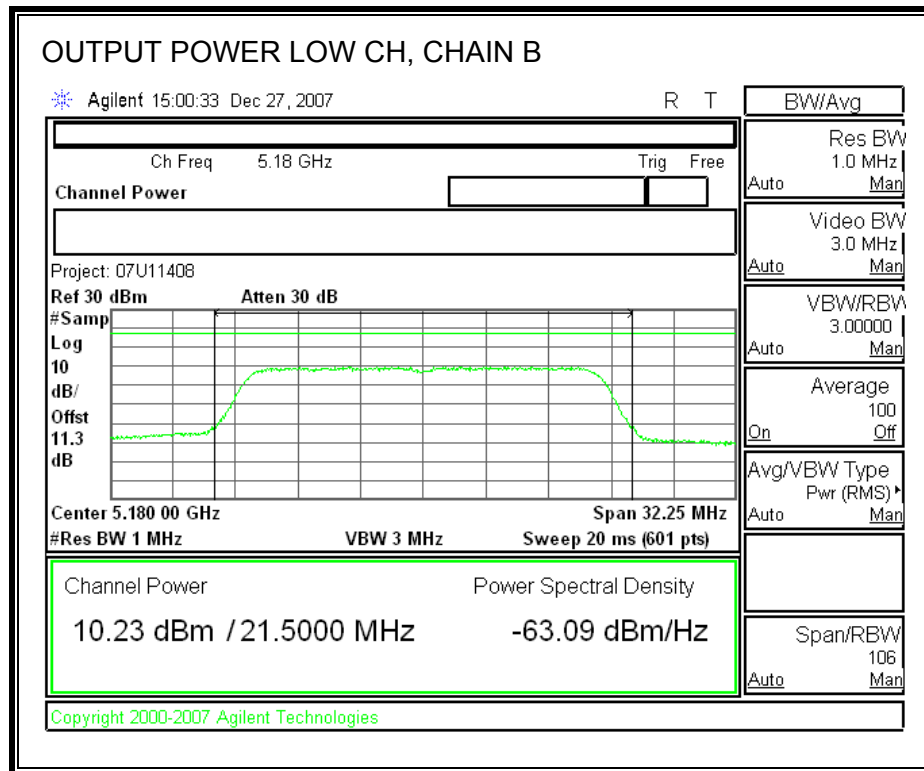 OUTPUT POWER LOW CH, CHAIN B
Agilent 15:00:33 Dec 27, 2007 R T
Ch Freq 5.18 GHz Trig Free
Channel Power
Project: 07U11408
Ref 30 dBm Atten 30 dB
#Samp
Log
10
dB/
Offst
11.3
dB
Center 5.180 00 GHz Span 32.25 MHz
#Res BW 1 MHz VBW 3 MHz Sweep 20 ms (601 pts)
Channel Power Power Spectral Density
10.23 dBm / 21.5000 MHz -63.09 dBm/Hz
Copyright 2000-2007 Agilent Technologies
BW/Avg
Res BW
1.0 MHz
Auto Man
Video BW
3.0 MHz
Auto Man
VBW/RBW
3.00000
Auto Man
Average
100
On Off
Avg/VBW Type
Pwr (RMS)
Auto Man
Span/RBW
106
Auto Man